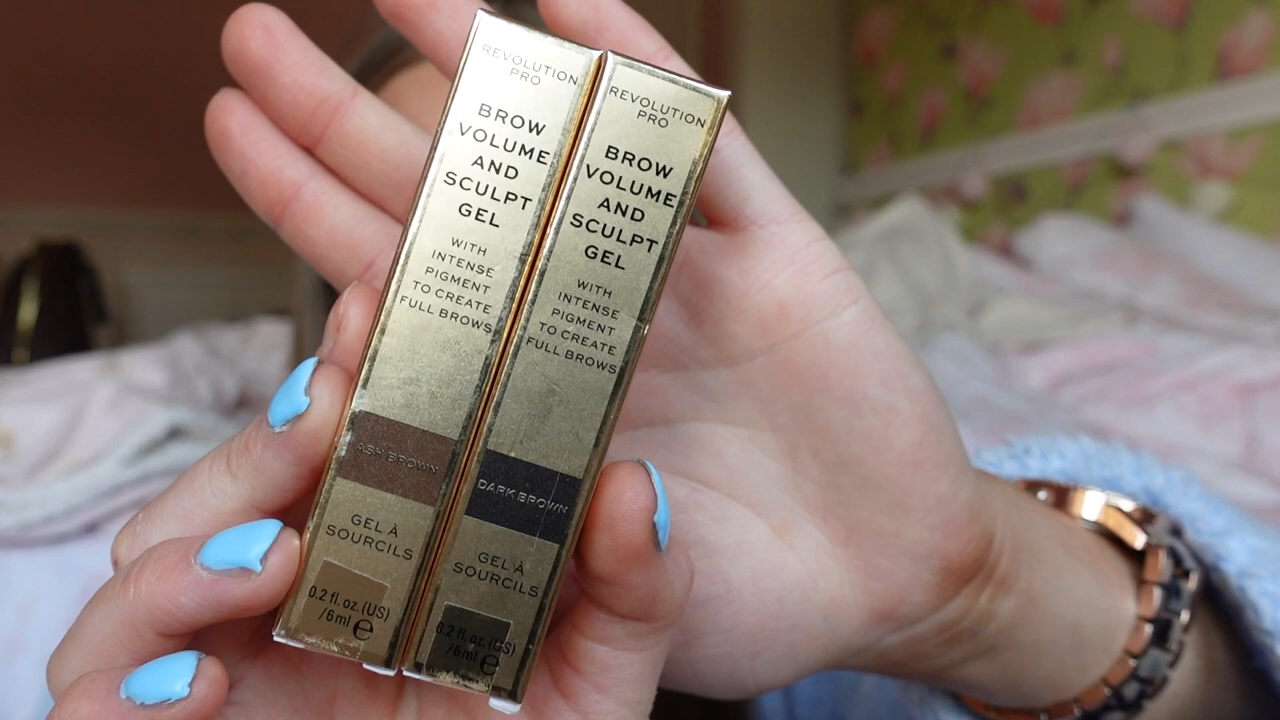 REVOLUTION
PRO
BROW
VOLUME
AND
SCULPT
GEL
WITH
INTENSE
PIGMENT
TO CREATE
FULL BROWS
ASH BROWN
GEL À
SOURCILS
0.2 fl. oz. (US)
/6ml e
REVOLUTION
PRO
BROW
VOLUME
AND
SCULPT
GEL
WITH
INTENSE
PIGMENT
TO CREATE
FULL BROWS
DARK BROWN
GEL À
SOURCILS
0.2 fl. oz. (US)
/6ml e